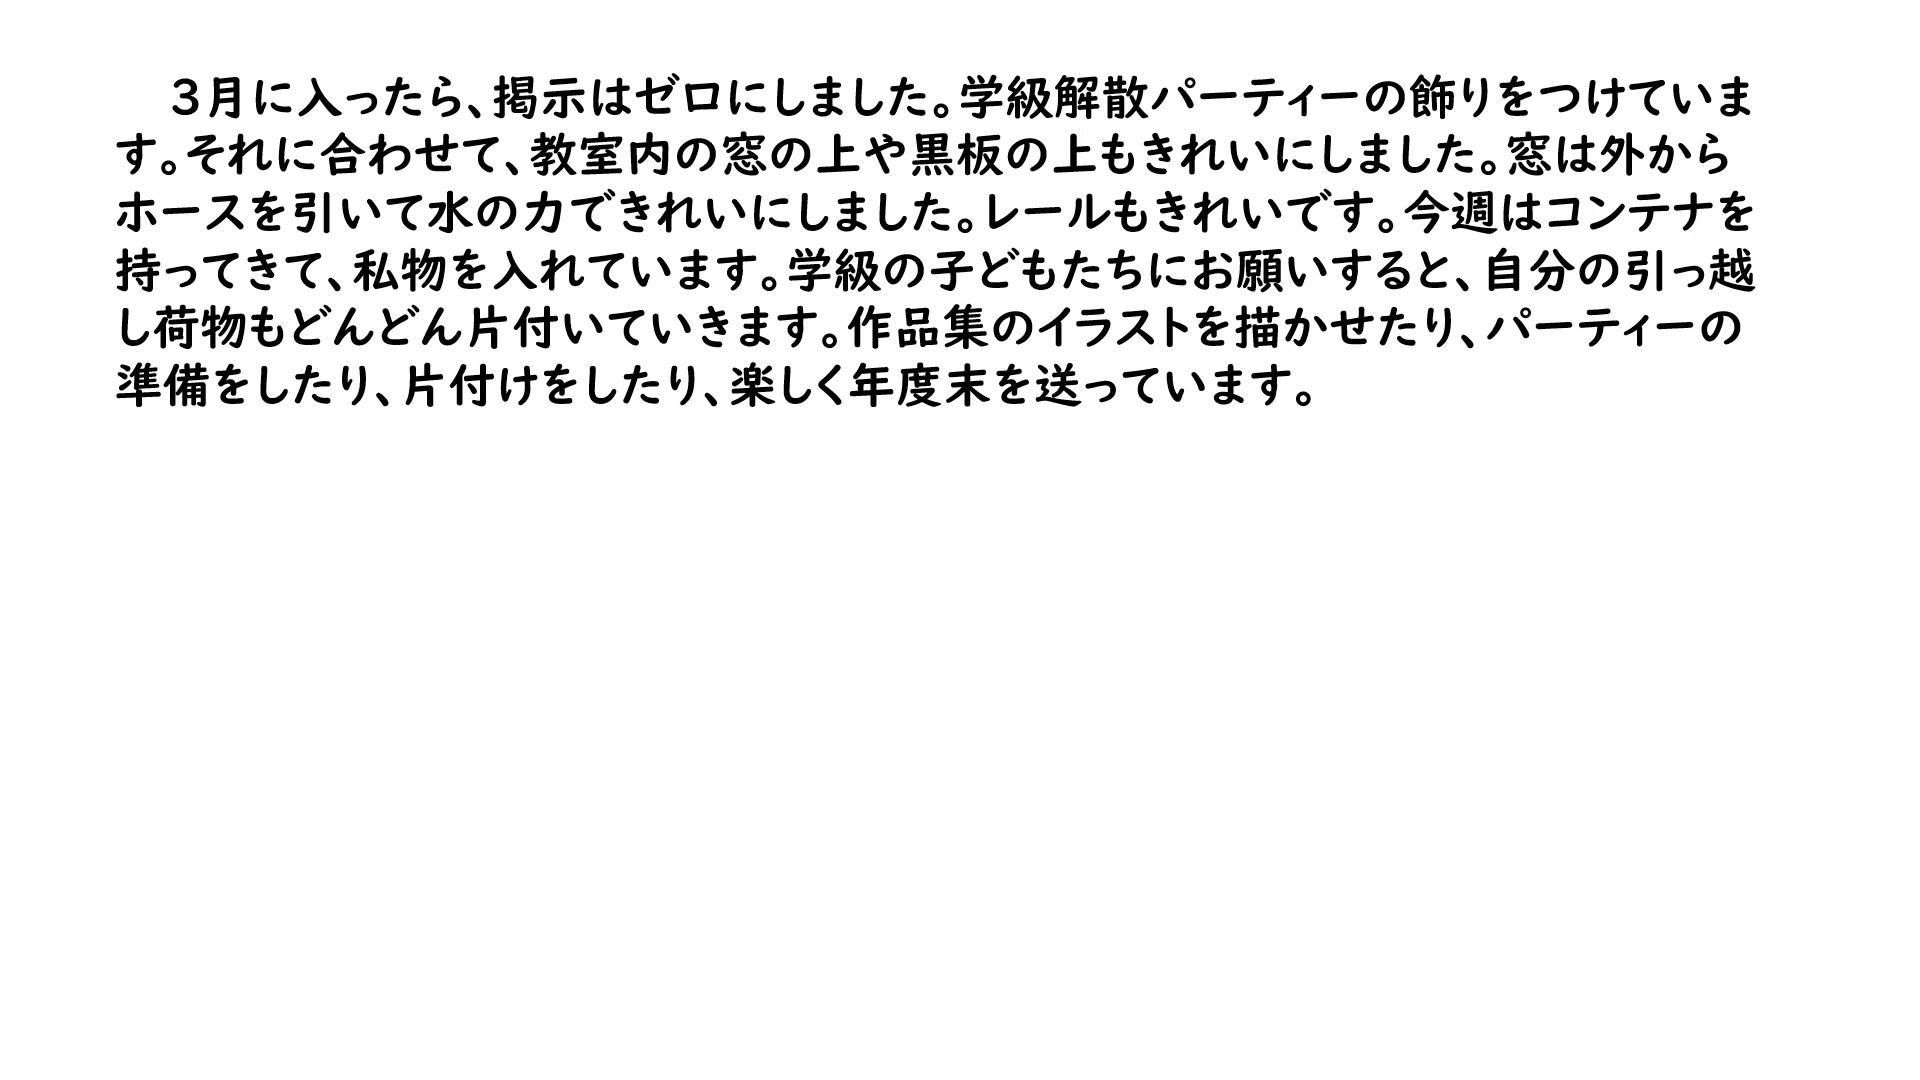 ３月に入ったら、掲示はゼロにしました。学級解散パーティーの飾りをつけていま
す。それに合わせて、教室内の窓の上や黒板の上もきれいにしました。窓は外から
ホースを引いて水の力できれいにしました。レールもきれいです。今週はコンテナを
持ってきて、私物を入れています。学級の子どもたちにお願いすると、自分の引っ越
し荷物もどんどん片付いていきます。作品集のイラストを描かせたり、パーティーの
準備をしたり、片付けをしたり、楽しく年度末を送っています。